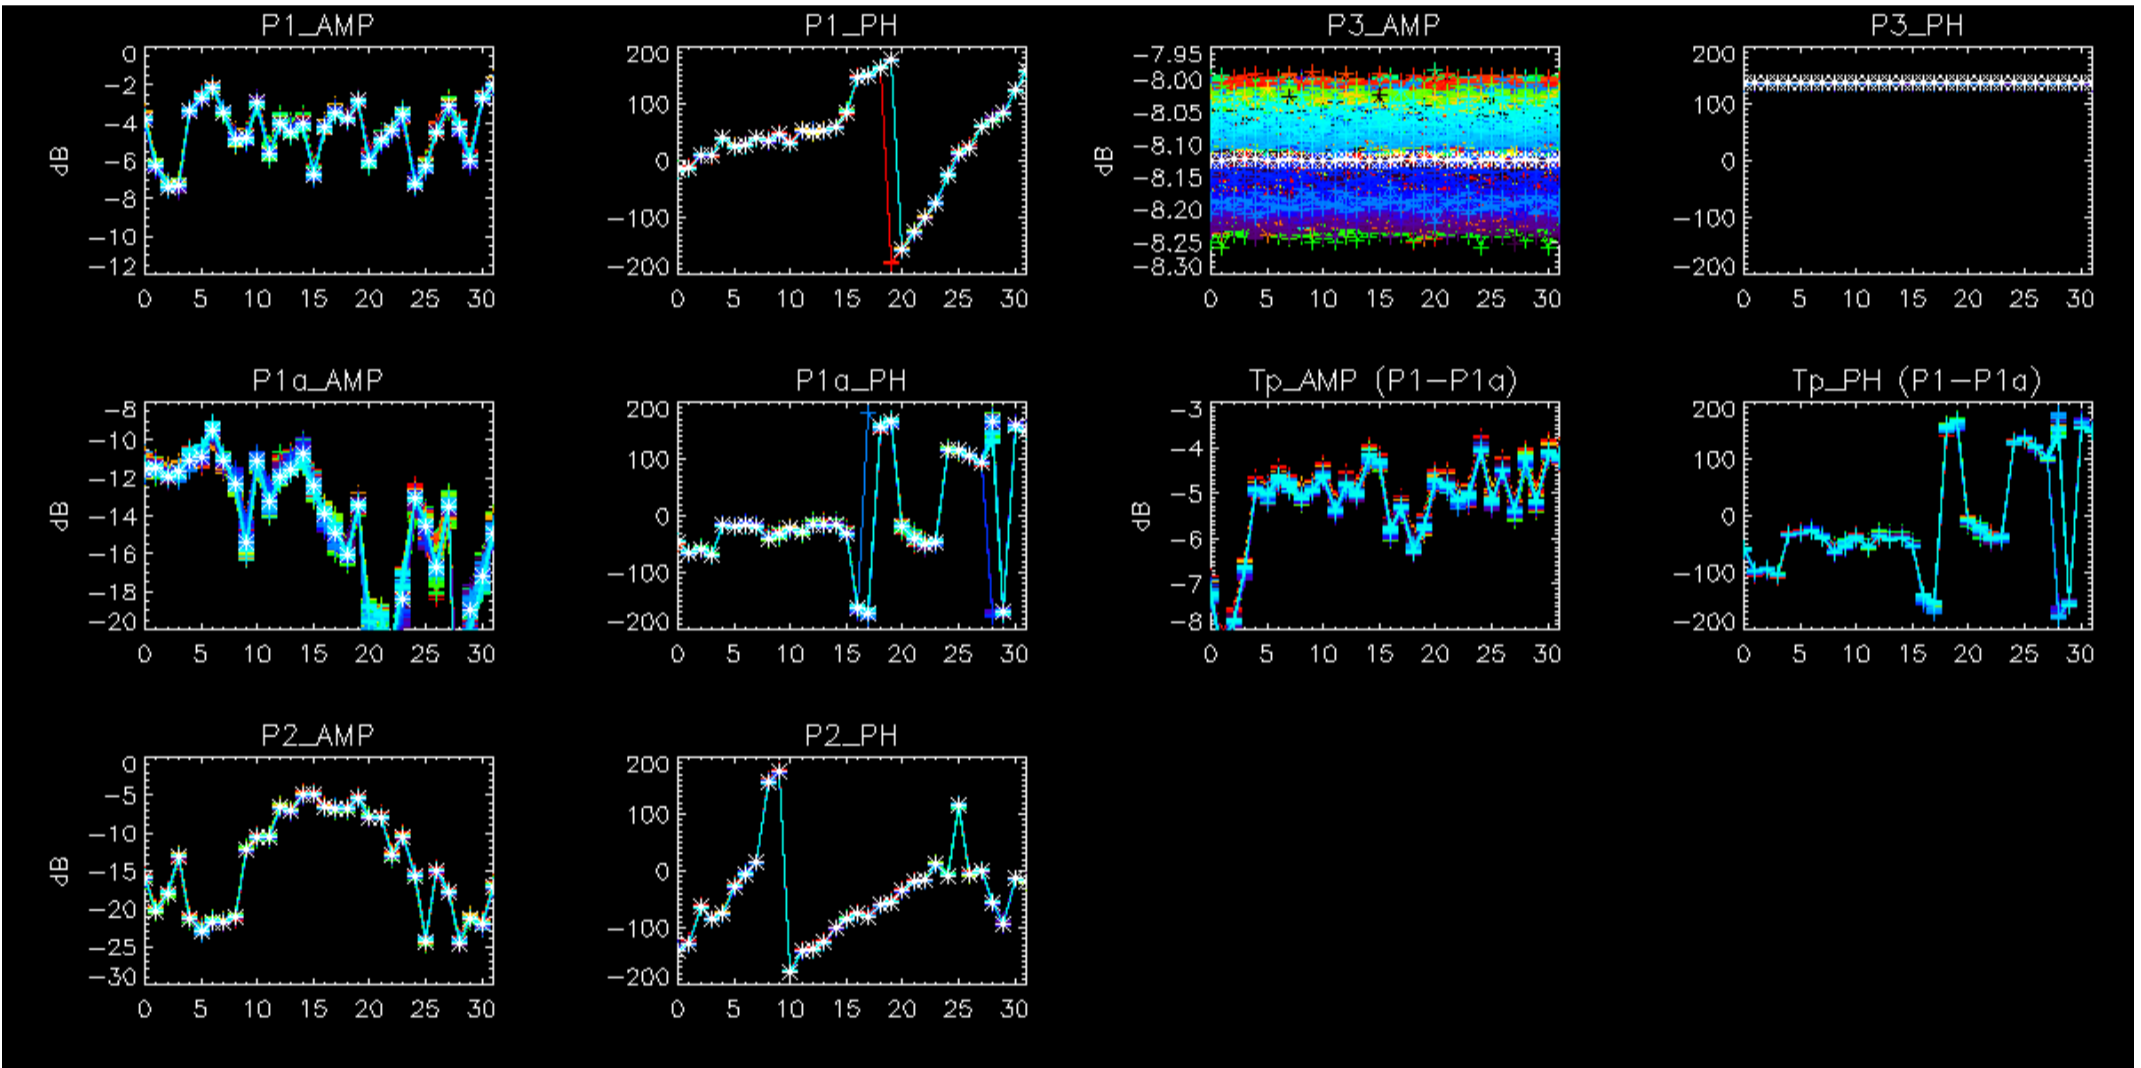 P1_AMP
P1_PH
P3_AMP
P3_PH
dB
0
-2
-4
-6
-8
-10
-12
0 5 10 15 20 25 30
200
100
0
-100
-200
0 5 10 15 20 25 30
dB
-7.95
-8.00
-8.05
-8.10
-8.15
-8.20
-8.25
-8.30
0 5 10 15 20 25 30
200
100
0
-100
-200
0 5 10 15 20 25 30
P1a_AMP
P1a_PH
Tp_AMP (P1-P1a)
Tp_PH (P1-P1a)
dB
-8
-10
-12
-14
-16
-18
-20
0 5 10 15 20 25 30
200
100
0
-100
-200
0 5 10 15 20 25 30
dB
-3
-4
-5
-6
-7
-8
0 5 10 15 20 25 30
200
100
0
-100
-200
0 5 10 15 20 25 30
P2_AMP
P2_PH
dB
0
-5
-10
-15
-20
-25
-30
0 5 10 15 20 25 30
200
100
0
-100
-200
0 5 10 15 20 25 30